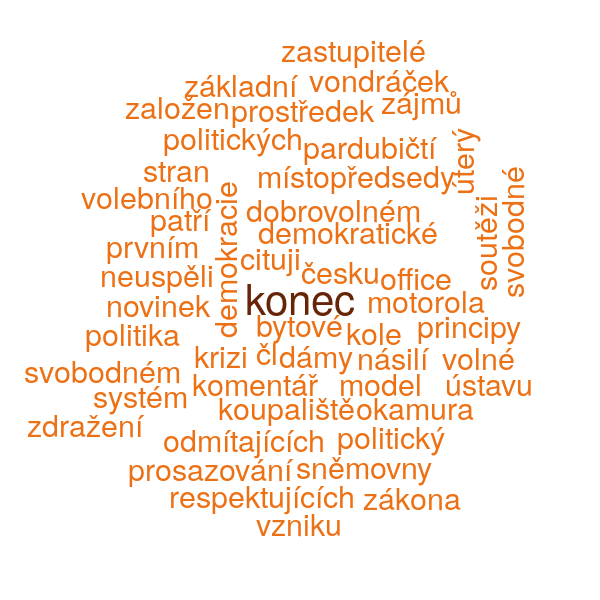 zastupitelé
základní vondráček
založen prostředek zájmů
politických pardubičtí úterý
stran místopředsedy
volebního demokracie dobrovolném soutěži svobodné
patří demokratické
prvním cituji
neuspěli česku office
novinek konec motorola
politika bytové kole principy
krizi čl dámy násilí volné
svobodném komentář model ústavu
systém koupaliště okamura
zdražení odmítajících politický
prosazování sněmovny
respektujících zákona
vzniku